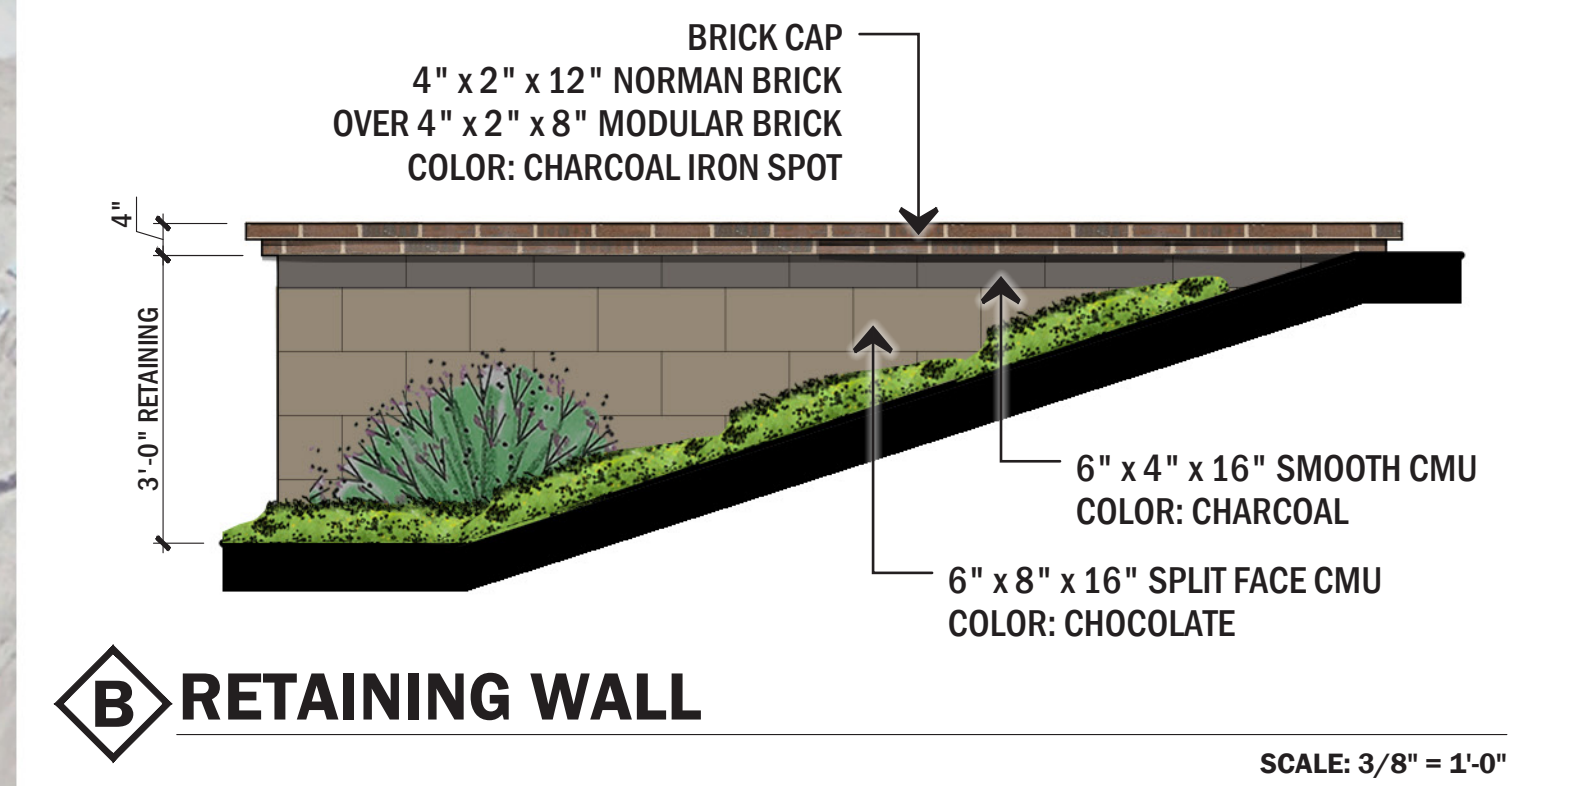 BRICK CAP
4" x 2" x 12" NORMAN BRICK
OVER 4" x 2" x 8" MODULAR BRICK
COLOR: CHARCOAL IRON SPOT
4"
3'-0" RETAINING
6" x 4" x 16" SMOOTH CMU
COLOR: CHARCOAL
6" x 8" x 16" SPLIT FACE CMU
COLOR: CHOCOLATE
B RETAINING WALL
SCALE: 3/8" = 1'-0"